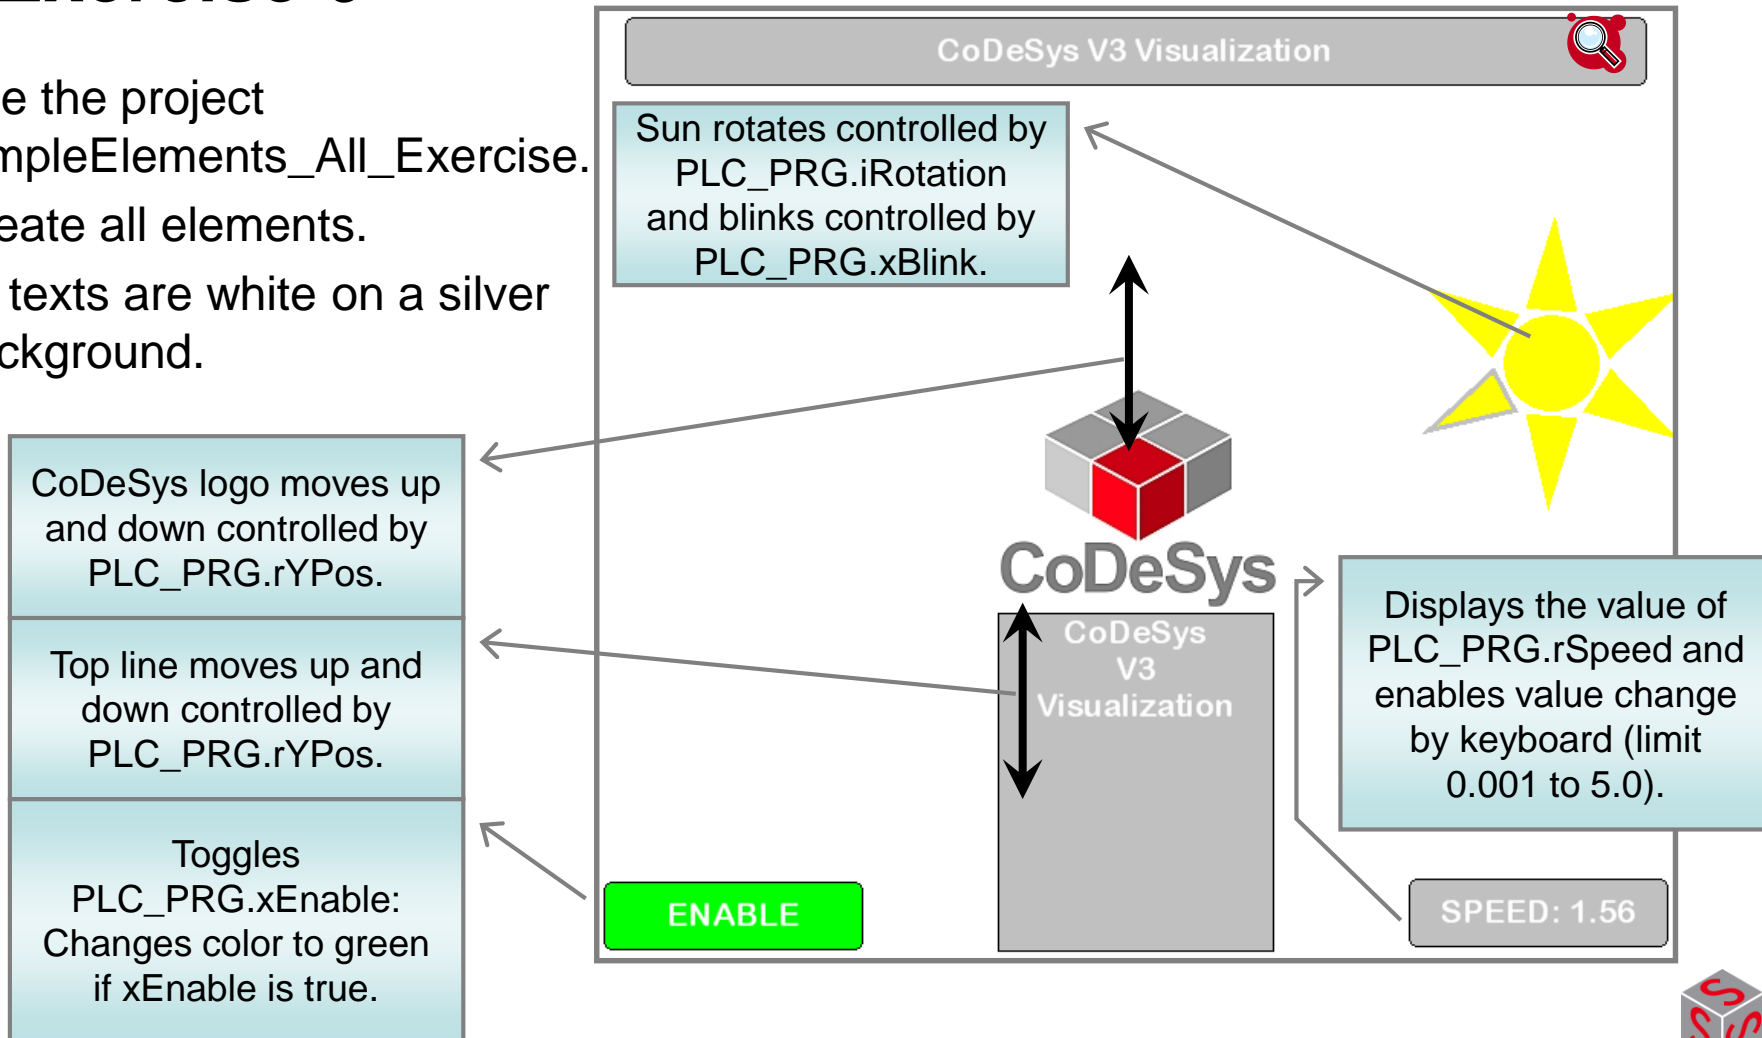 e the project
mpleElements_All_Exercise.
eate all elements.
texts are white on a silver
ckground.
CoDeSys V3 Visualization
Sun rotates controlled by
PLC_PRG.iRotation
and blinks controlled by
PLC_PRG.xBlink.
CoDeSys logo moves up
and down controlled by
PLC_PRG.rYPos.
Top line moves up and
down controlled by
PLC_PRG.rYPos.
Toggles
PLC_PRG.xEnable:
Changes color to green
if xEnable is true.
CoDeSys
CoDeSys
V3
Visualization
Displays the value of
PLC_PRG.rSpeed and
enables value change
by keyboard (limit
0.001 to 5.0).
ENABLE
SPEED: 1.56
S
S
S